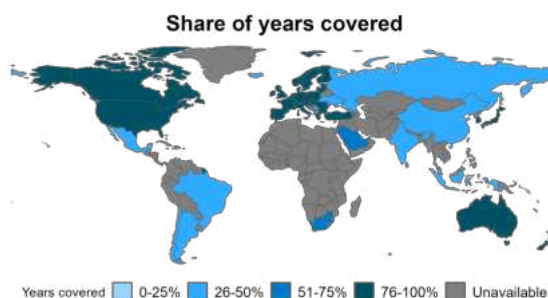 Share of years covered
Years covered 0-25% 26-50% 51-75% 76-100% Unavailable